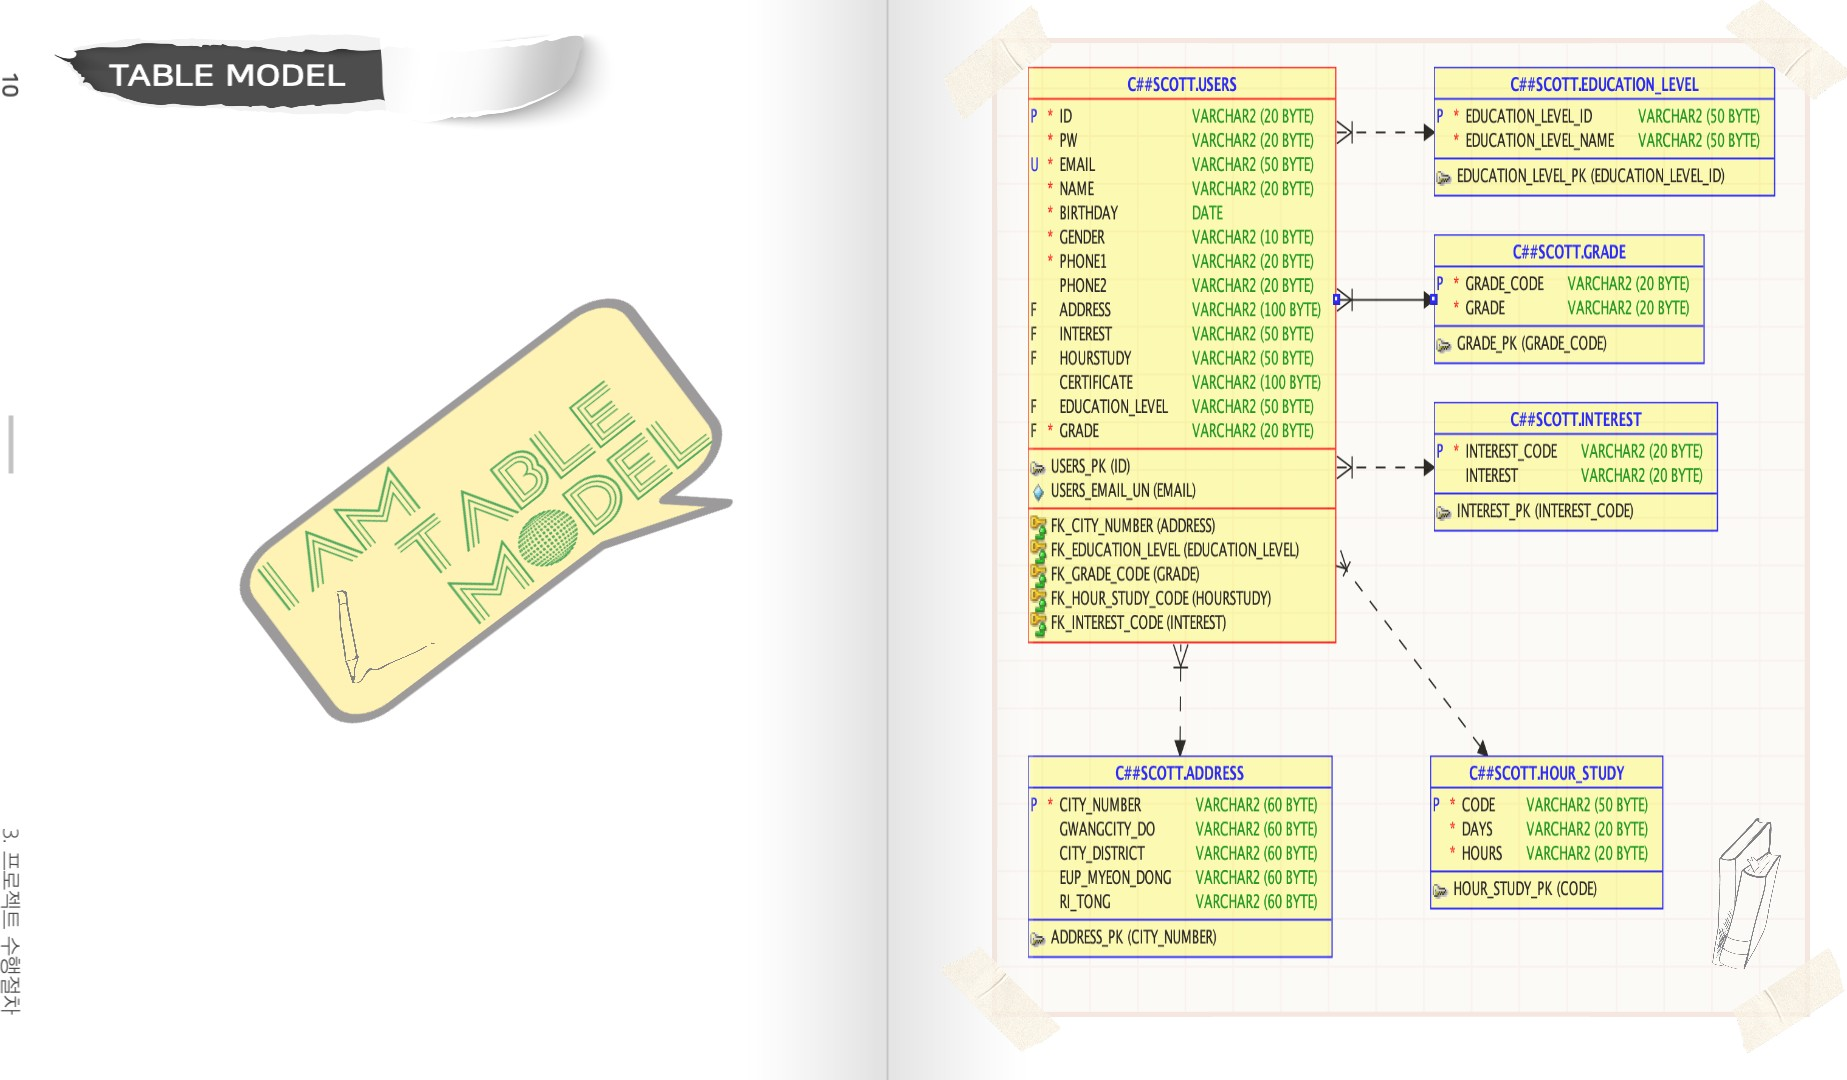 10
TABLE MODEL
I AM
TABLE
MODEL
3. 프로젝트 수행절차
C##SCOTT.USERS
P * ID VARCHAR2 (20 BYTE)
* PW VARCHAR2 (20 BYTE)
U * EMAIL VARCHAR2 (50 BYTE)
* NAME VARCHAR2 (20 BYTE)
* BIRTHDAY DATE
* GENDER VARCHAR2 (10 BYTE)
* PHONE1 VARCHAR2 (20 BYTE)
PHONE2 VARCHAR2 (20 BYTE)
F ADDRESS VARCHAR2 (100 BYTE)
F INTEREST VARCHAR2 (50 BYTE)
F HOURSTUDY VARCHAR2 (50 BYTE)
CERTIFICATE VARCHAR2 (100 BYTE)
F EDUCATION_LEVEL VARCHAR2 (50 BYTE)
F * GRADE VARCHAR2 (20 BYTE)
USERS_PK (ID)
USERS_EMAIL_UN (EMAIL)
FK_CITY_NUMBER (ADDRESS)
FK_EDUCATION_LEVEL (EDUCATION_LEVEL)
FK_GRADE_CODE (GRADE)
FK_HOUR_STUDY_CODE (HOURSTUDY)
FK_INTEREST_CODE (INTEREST)
C##SCOTT.EDUCATION_LEVEL
P * EDUCATION_LEVEL_ID VARCHAR2 (50 BYTE)
* EDUCATION_LEVEL_NAME VARCHAR2 (50 BYTE)
EDUCATION_LEVEL_PK (EDUCATION_LEVEL_ID)
C##SCOTT.GRADE
P * GRADE_CODE VARCHAR2 (20 BYTE)
* GRADE VARCHAR2 (20 BYTE)
GRADE_PK (GRADE_CODE)
C##SCOTT.INTEREST
P * INTEREST_CODE VARCHAR2 (20 BYTE)
INTEREST VARCHAR2 (20 BYTE)
INTEREST_PK (INTEREST_CODE)
C##SCOTT.ADDRESS
P * CITY_NUMBER VARCHAR2 (60 BYTE)
GWANGCITY_DO VARCHAR2 (60 BYTE)
CITY_DISTRICT VARCHAR2 (60 BYTE)
EUP_MYEON_DONG VARCHAR2 (60 BYTE)
RI_TONG VARCHAR2 (60 BYTE)
ADDRESS_PK (CITY_NUMBER)
C##SCOTT.HOUR_STUDY
P * CODE VARCHAR2 (50 BYTE)
* DAYS VARCHAR2 (20 BYTE)
* HOURS VARCHAR2 (20 BYTE)
HOUR_STUDY_PK (CODE)